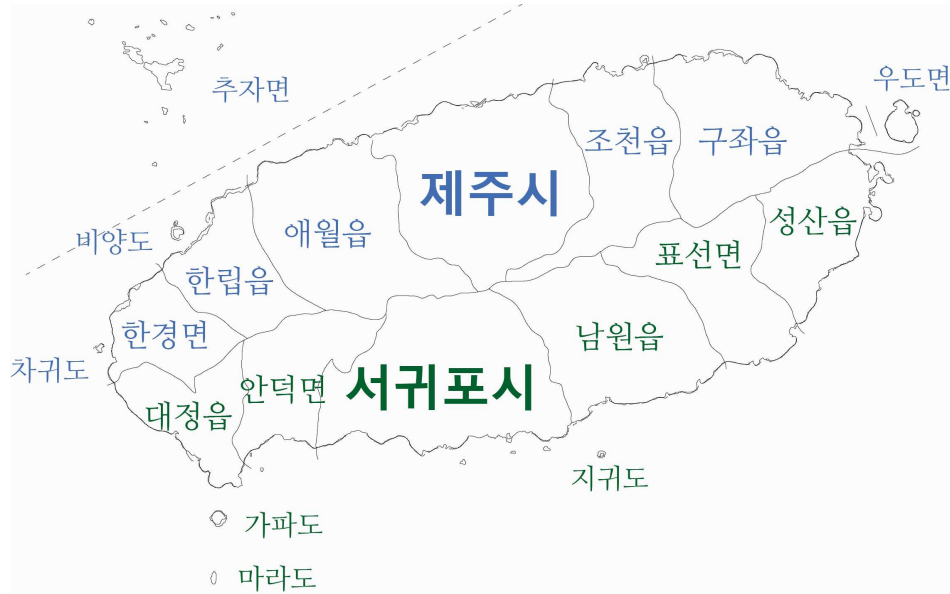 추자면
우도면
조천읍
구좌읍
제주시
성산읍
애월읍
비양도
표선면
한립읍
한경면
남원읍
차귀도
안덕면
서귀포시
대정읍
지귀도
가파도
마라도